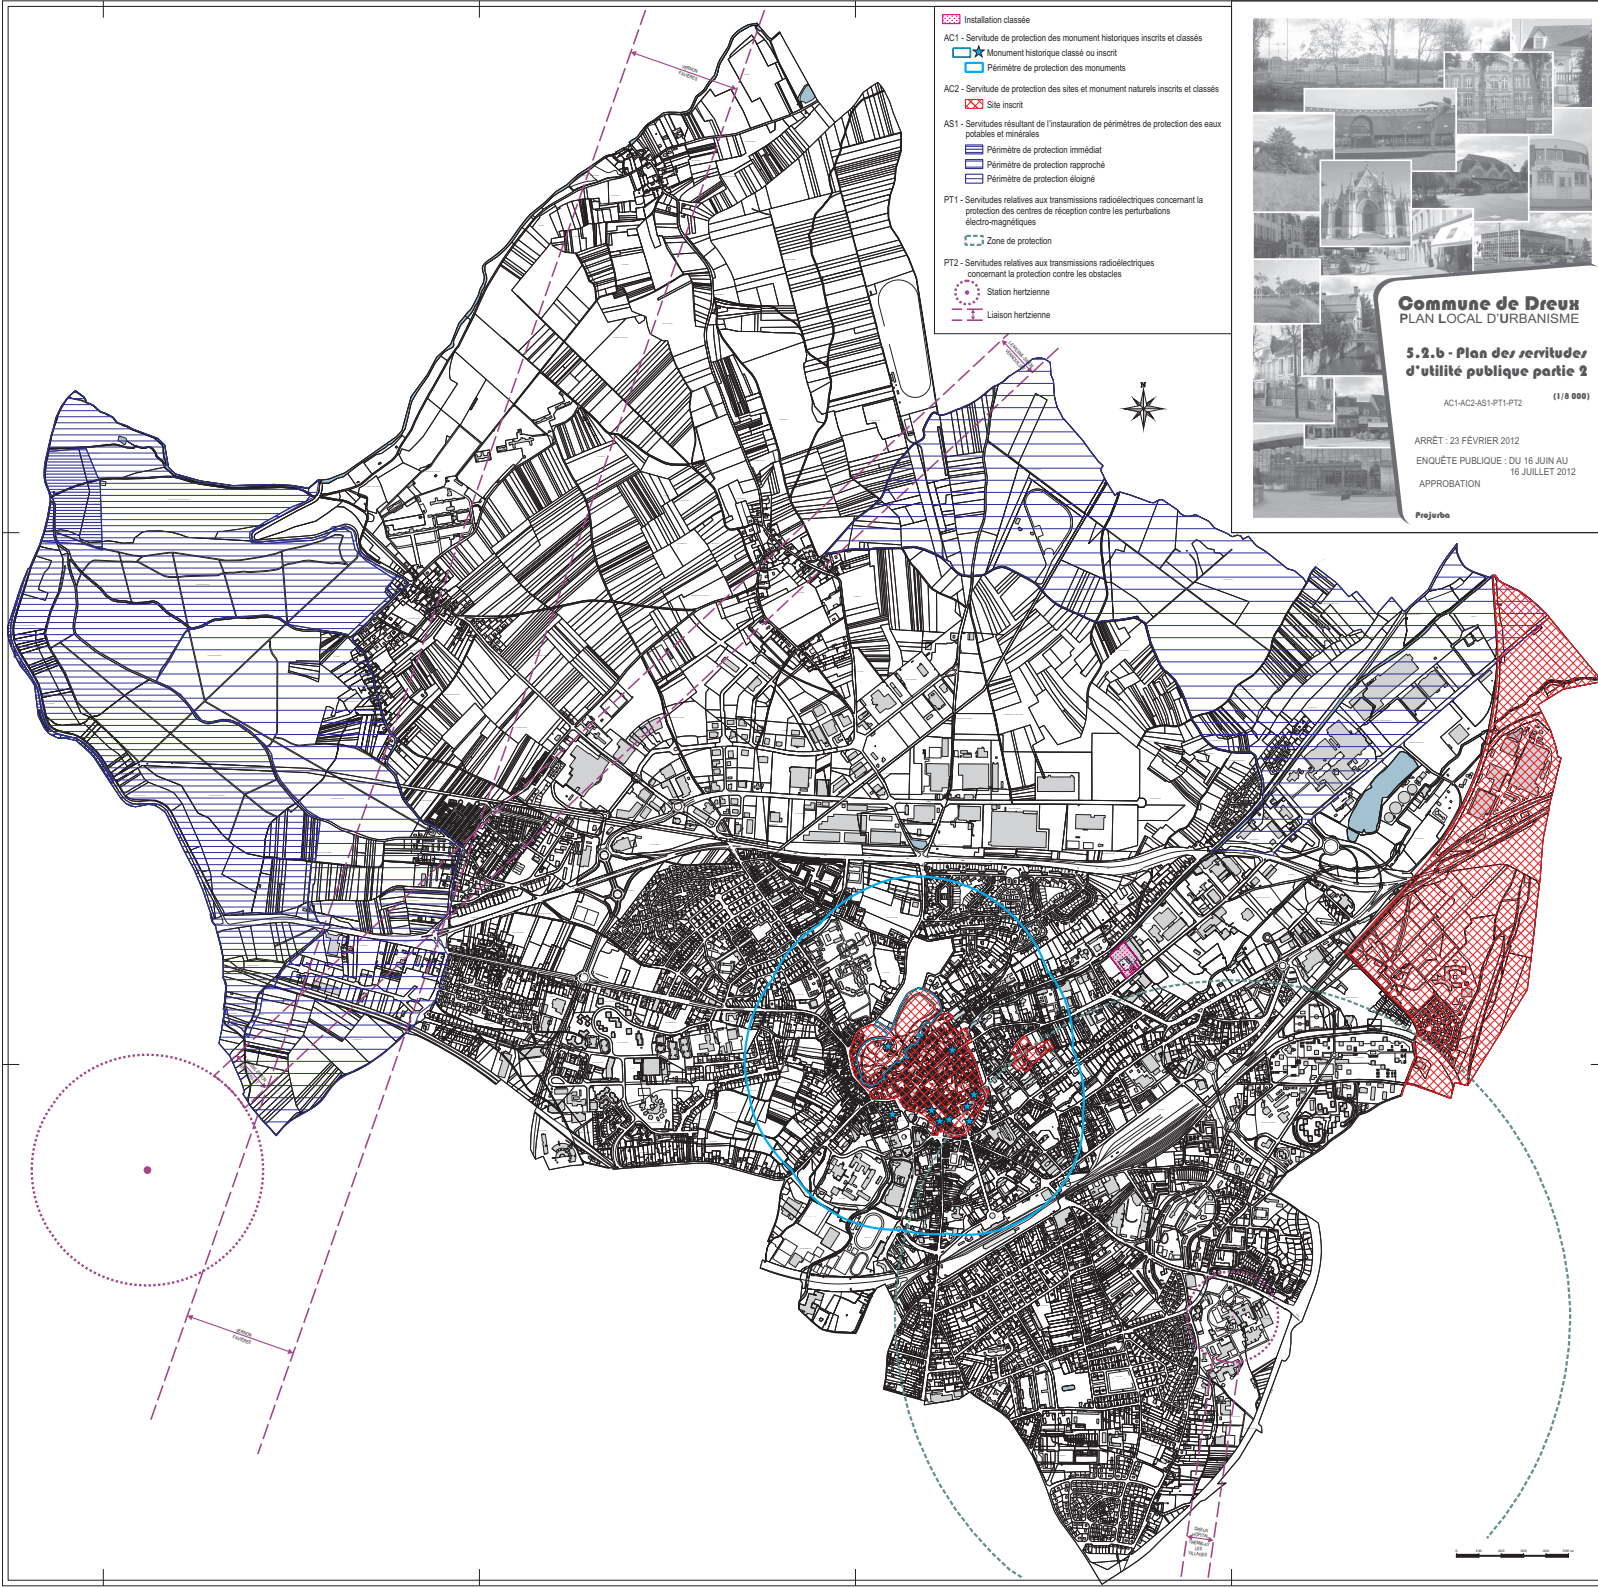 Installation classée
AC1 - Servitude de protection des monument historiques inscrits et classés
Monument historique classé ou inscrit
Périmètre de protection des monuments
AC2 - Servitude de protection des sites et monument naturels inscrits et classés
Site inscrit
AS1 - Servitudes résultant de l'instauration de périmètres de protection des eaux
potables et minérales
Périmètre de protection immédiat
Périmètre de protection rapproché
Périmètre de protection éloigné
PT1 - Servitudes relatives aux transmissions radioélectriques concernant la
protection des centres de réception contre les perturbations
électro-magnétiques
Zone de protection
PT2 - Servitudes relatives aux transmissions radioélectriques
concernant la protection contre les obstacles
Station hertzienne
Liaison hertzienne
Commune de Dreux
PLAN LOCAL D'URBANISME
5.2.b - Plan des servitudes
d'utilité publique partie 2
(1/8 000)
AC1-AC2-AS1-PT1-PT2
ARRÊT : 23 FÉVRIER 2012
ENQUÊTE PUBLIQUE : DU 16 JUIN AU
16 JUILLET 2012
APPROBATION
Projurba
N
VERNON
FAVIERES
VERNON
FAVIERES